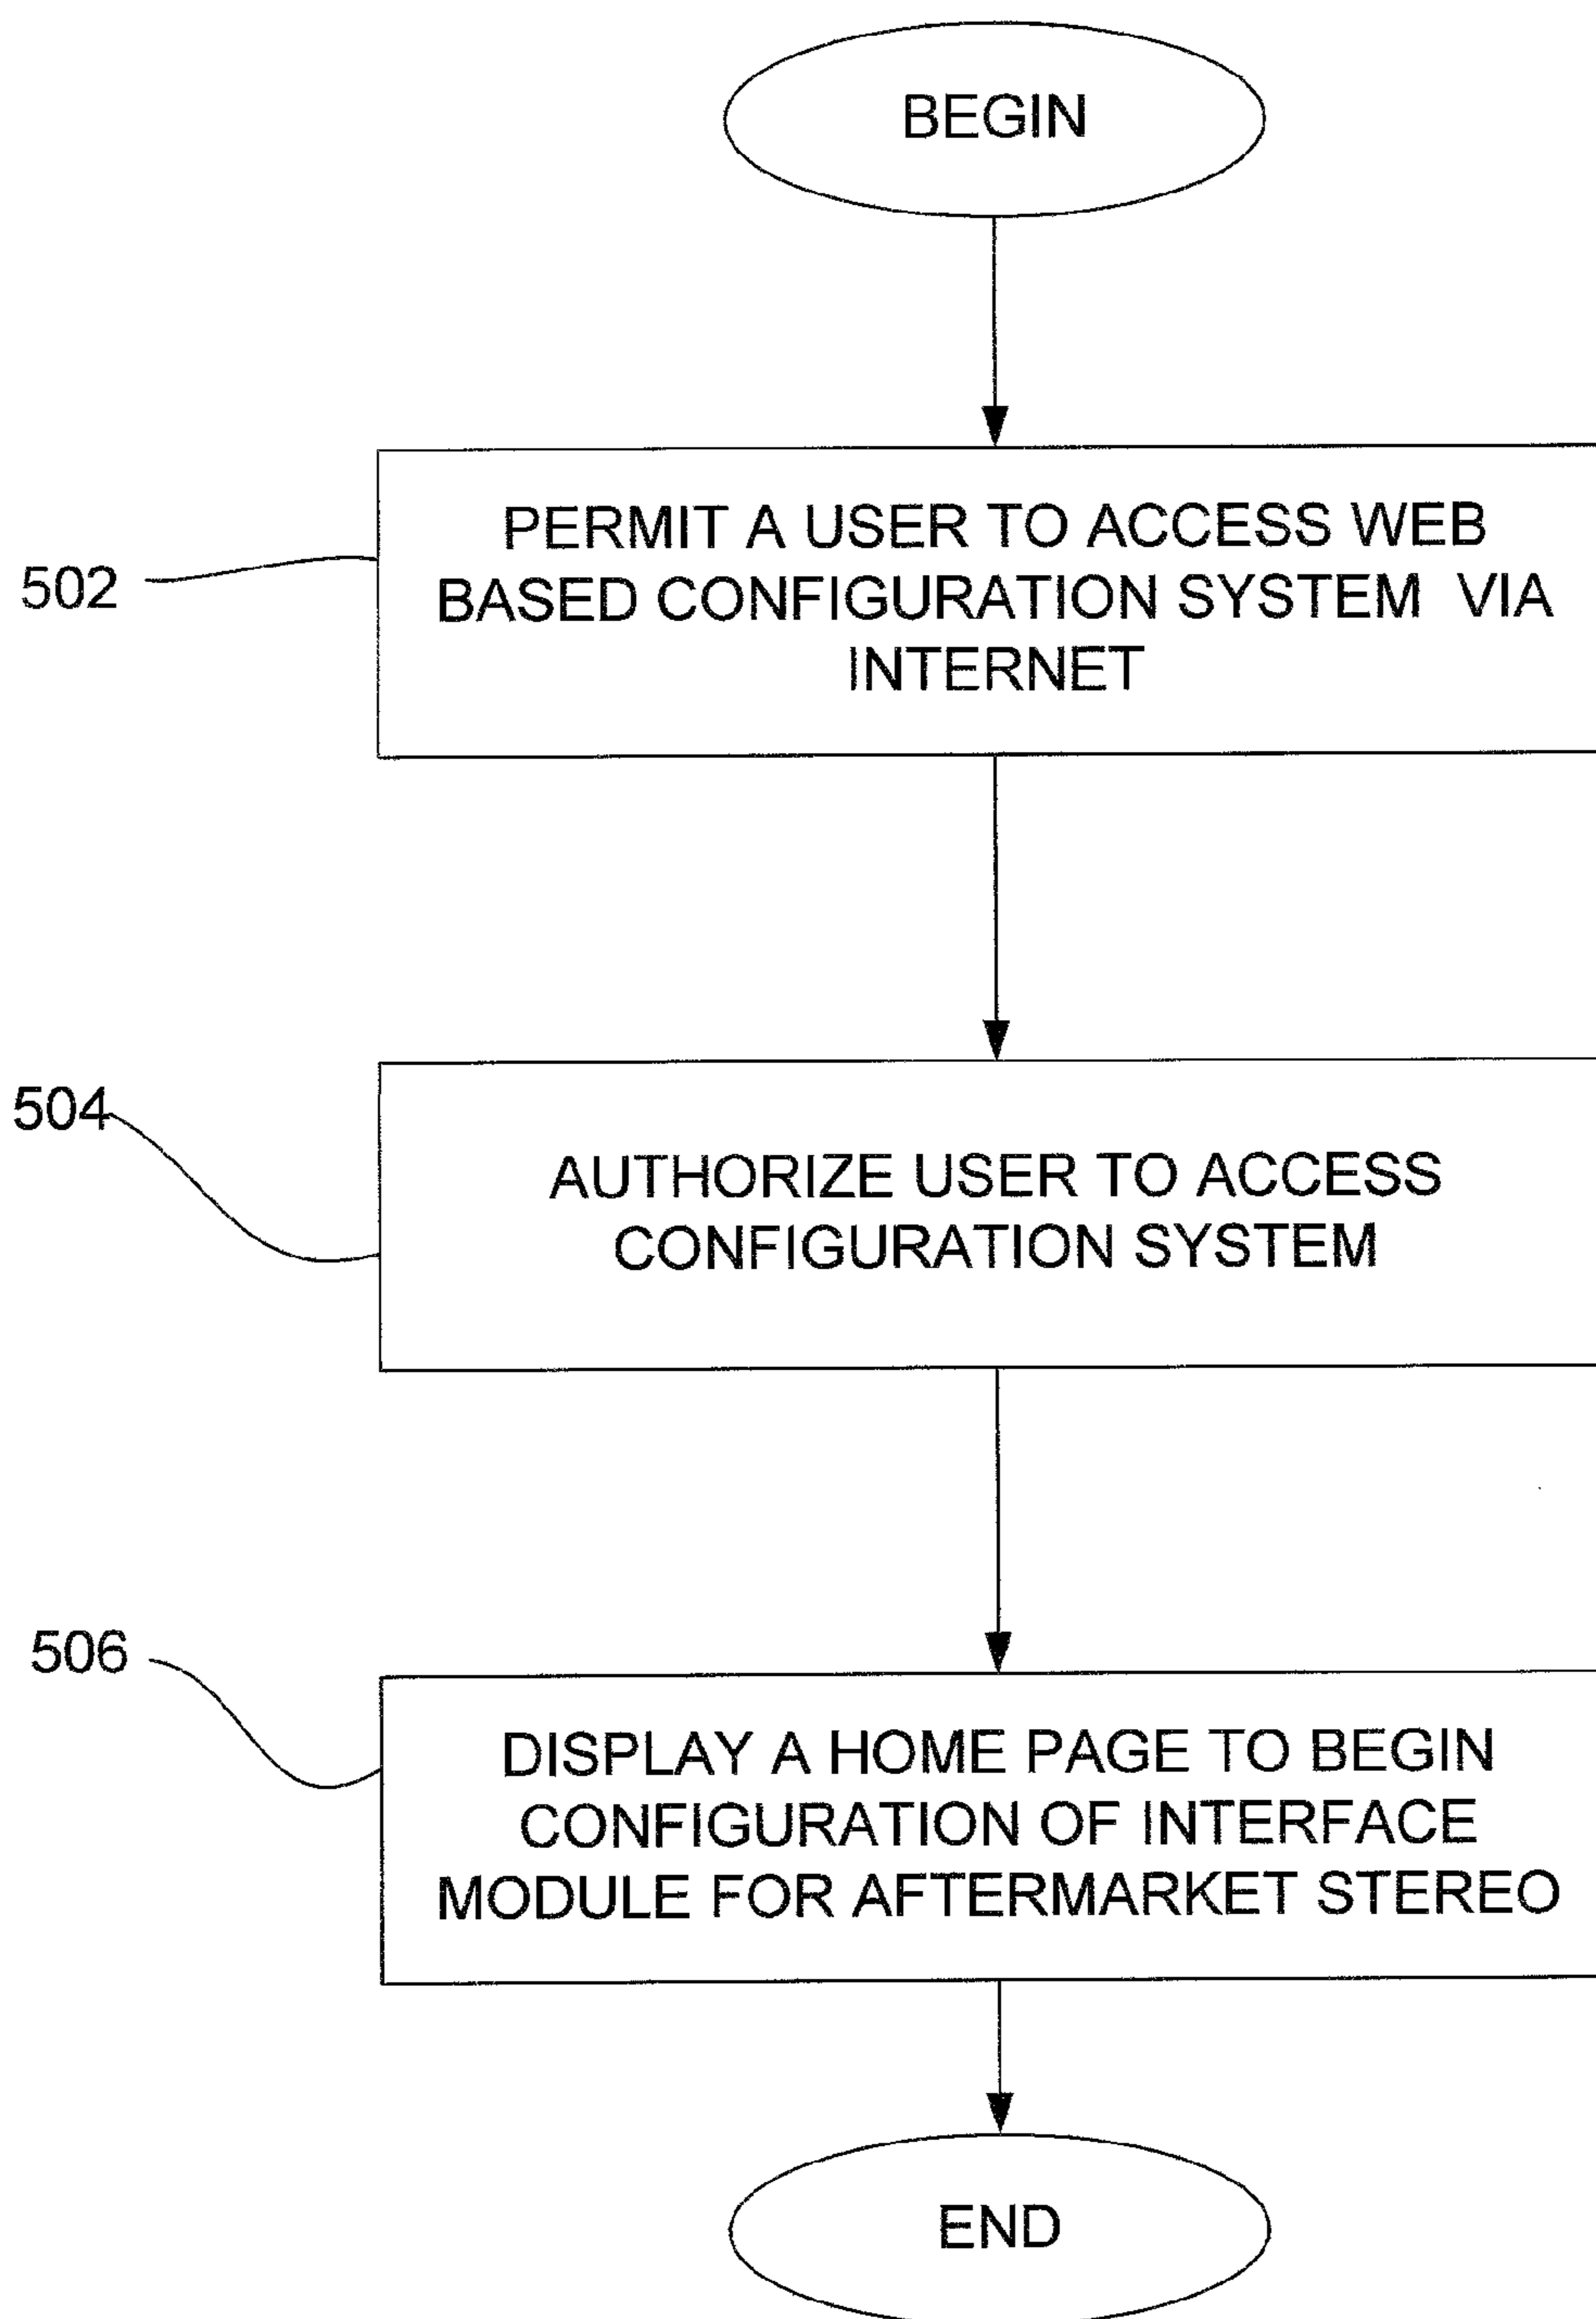 BEGIN
502
PERMIT A USER TO ACCESS WEB
BASED CONFIGURATION SYSTEM VIA
INTERNET
504
AUTHORIZE USER TO ACCESS
CONFIGURATION SYSTEM
506
DISPLAY A HOME PAGE TO BEGIN
CONFIGURATION OF INTERFACE
MODULE FOR AFTERMARKET STEREO
END